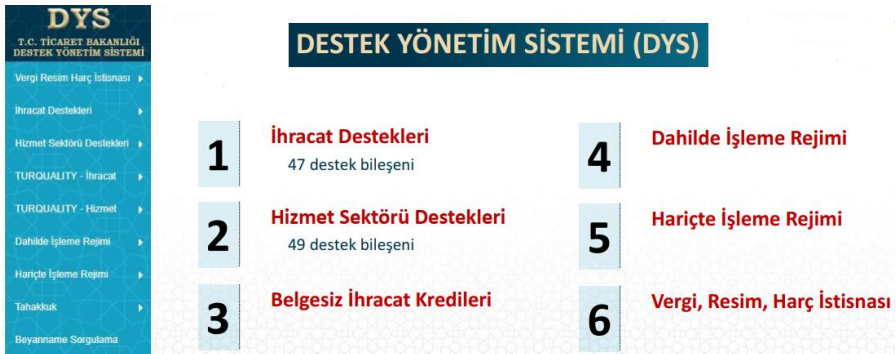 DYS
T.C. TİCARET BAKANLIĞI
DESTEK YÖNETİM SİSTEMİ
Vergi Resim Harç İstisnası
İhracat Destekleri
Hizmet Sektörü Destekleri
TURQUALITY - İhracat
TURQUALITY - Hizmet
Dahilde İşleme Rejimi
Hariçte İşleme Rejimi
Tahakkuk
Beyanname Sorgulama
DESTEK YÖNETİM SİSTEMİ (DYS)
1
İhracat Destekleri
47 destek bileşeni
2
Hizmet Sektörü Destekleri
49 destek bileşeni
3
Belgesiz İhracat Kredileri
4
Dahilde İşleme Rejimi
5
Hariçte İşleme Rejimi
6
Vergi, Resim, Harç İstisnası